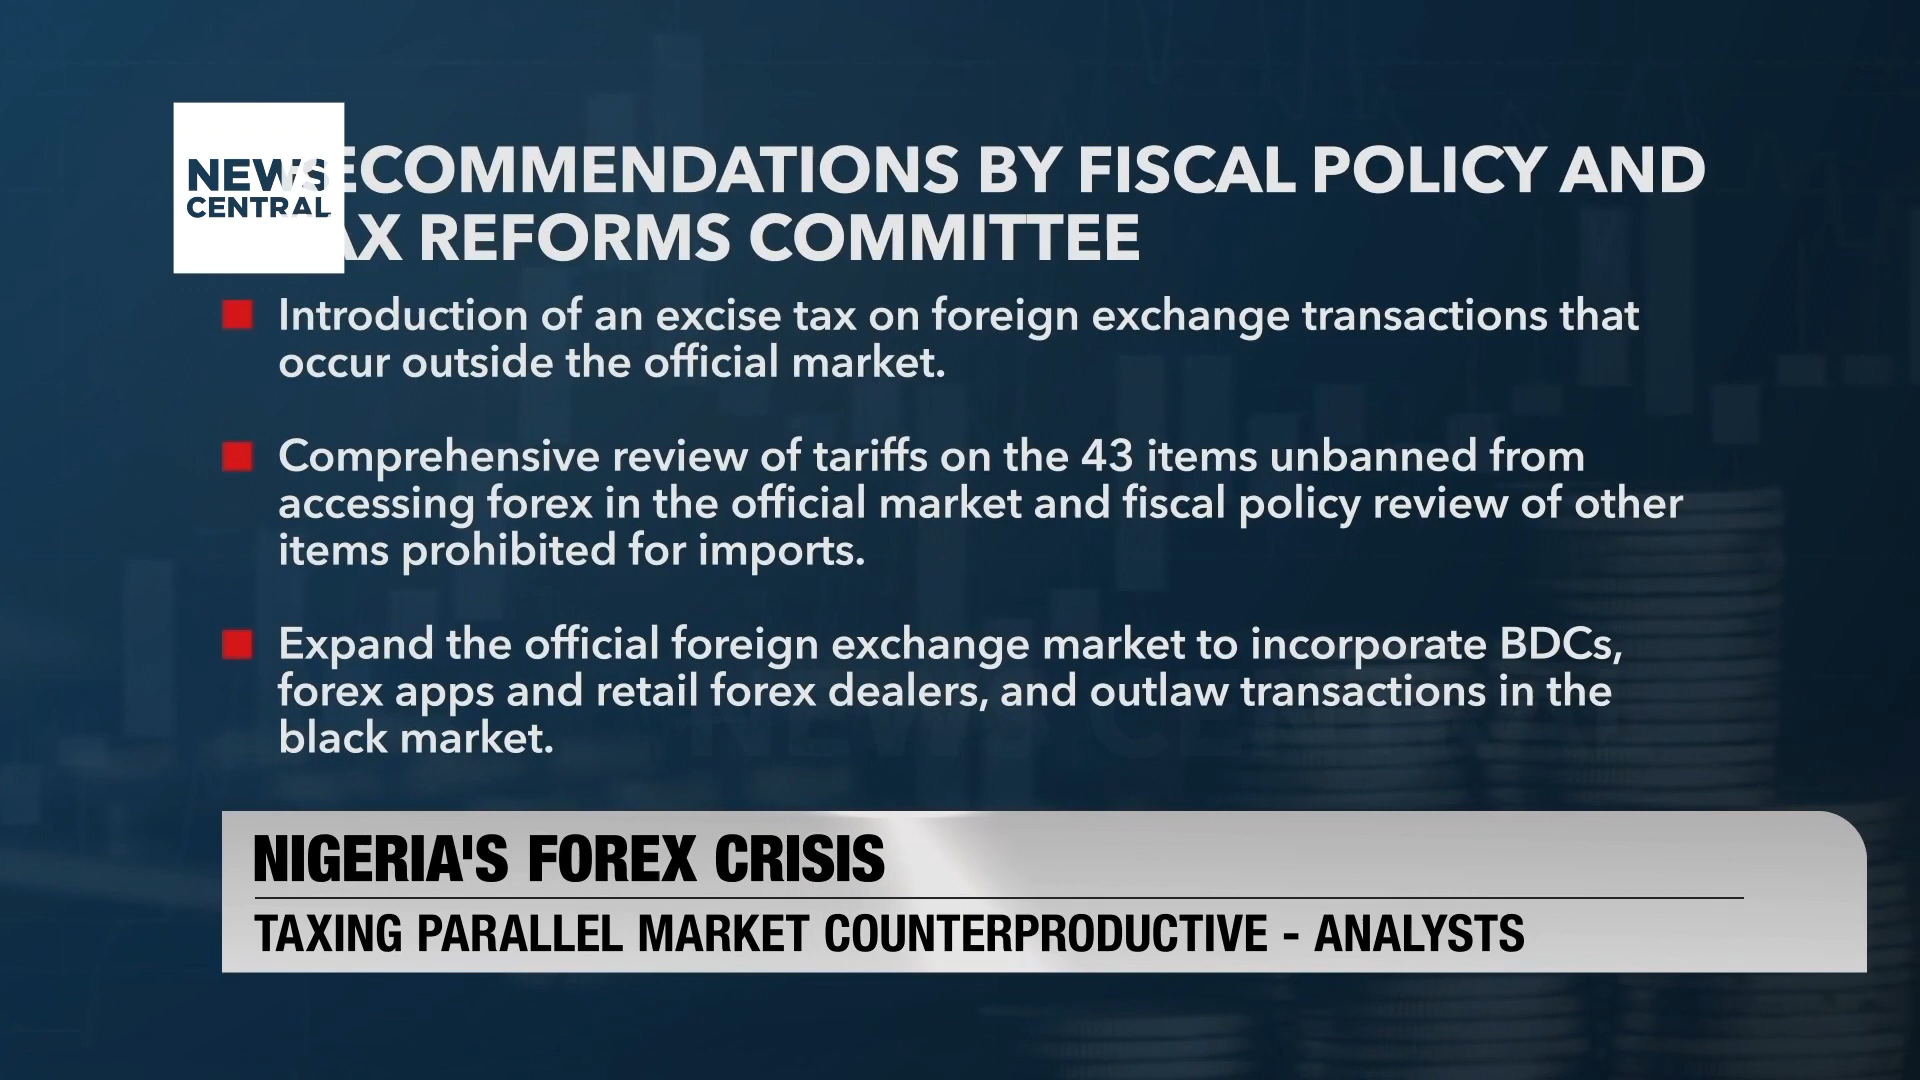 NEWS
CENTRAL
RECOMMENDATIONS BY FISCAL POLICY AND
TAX REFORMS COMMITTEE
Introduction of an excise tax on foreign exchange transactions that
occur outside the official market.
Comprehensive review of tariffs on the 43 items unbanned from
accessing forex in the official market and fiscal policy review of other
items prohibited for imports.
Expand the official foreign exchange market to incorporate BDCs,
forex apps and retail forex dealers, and outlaw transactions in the
black market.
NEWS CENTRAL
NIGERIA'S FOREX CRISIS
TAXING PARALLEL MARKET COUNTERPRODUCTIVE - ANALYSTS